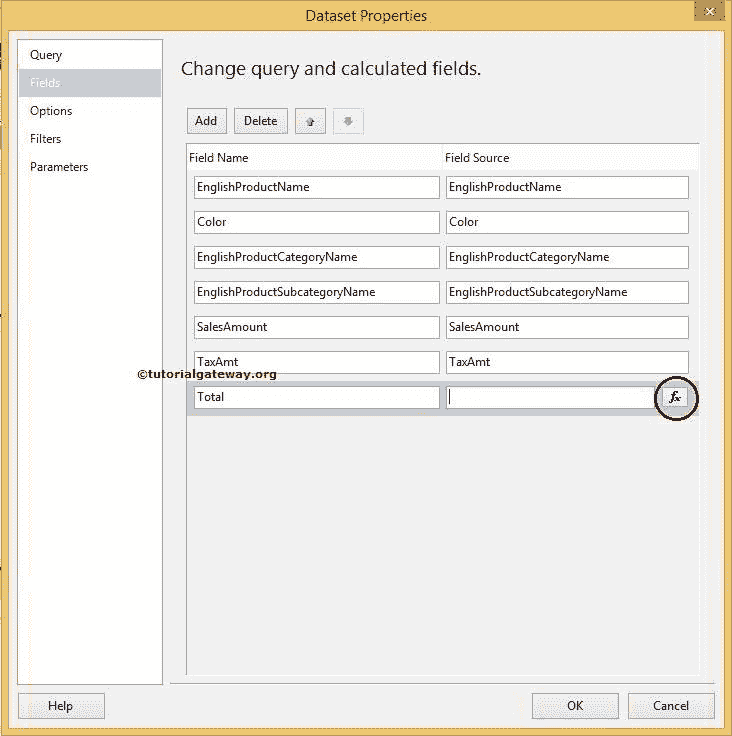 Dataset Properties
Query
Fields
Options
Filters
Parameters
Change query and calculated fields.
Add Delete
Field Name Field Source
EnglishProductName EnglishProductName
Color Color
EnglishProductCategoryName EnglishProductCategoryName
EnglishProductSubcategoryName EnglishProductSubcategoryName
SalesAmount SalesAmount
TaxAmt TaxAmt
©tutorialgateway.org
Total fx
Help OK Cancel